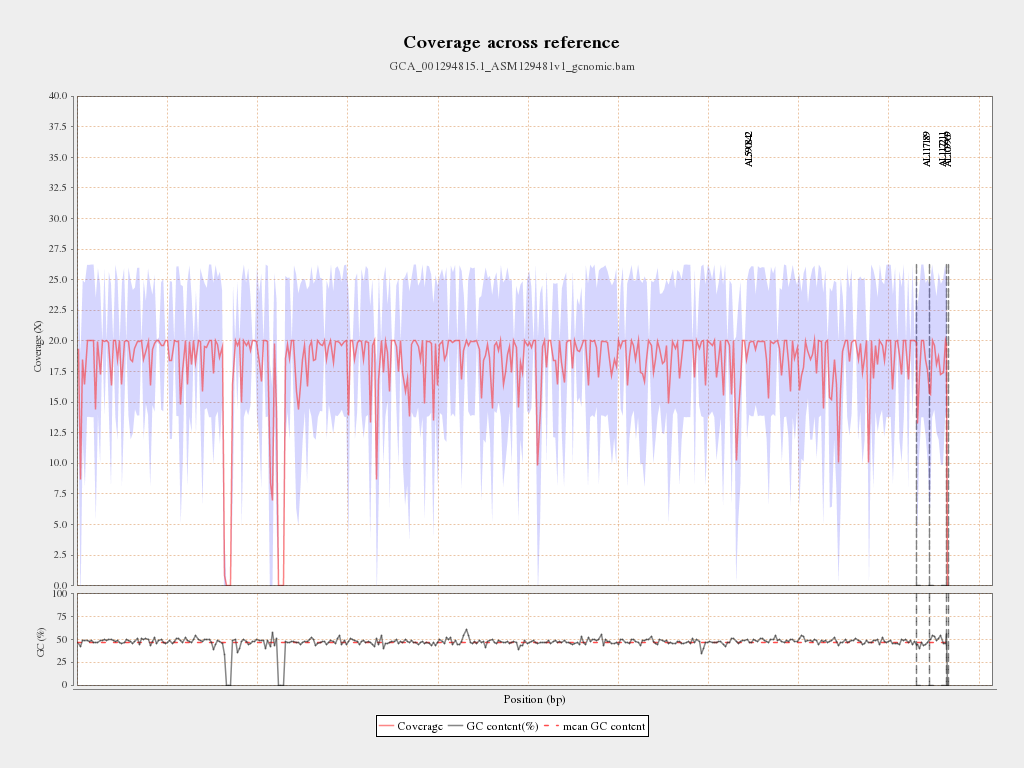 Coverage across reference
GCA_001294815.1_ASM129481v1_genomic.bam
40.0
37.5
35.0
32.5
30.0
27.5
25.0
22.5
20.0
17.5
15.0
12.5
10.0
7.5
5.0
2.5
0.0
Coverage (X)
AL590842
AL117189
AL117211
AL109969
100
75
50
25
0
GC (%)
Position (bp)
Coverage GC content(%) mean GC content